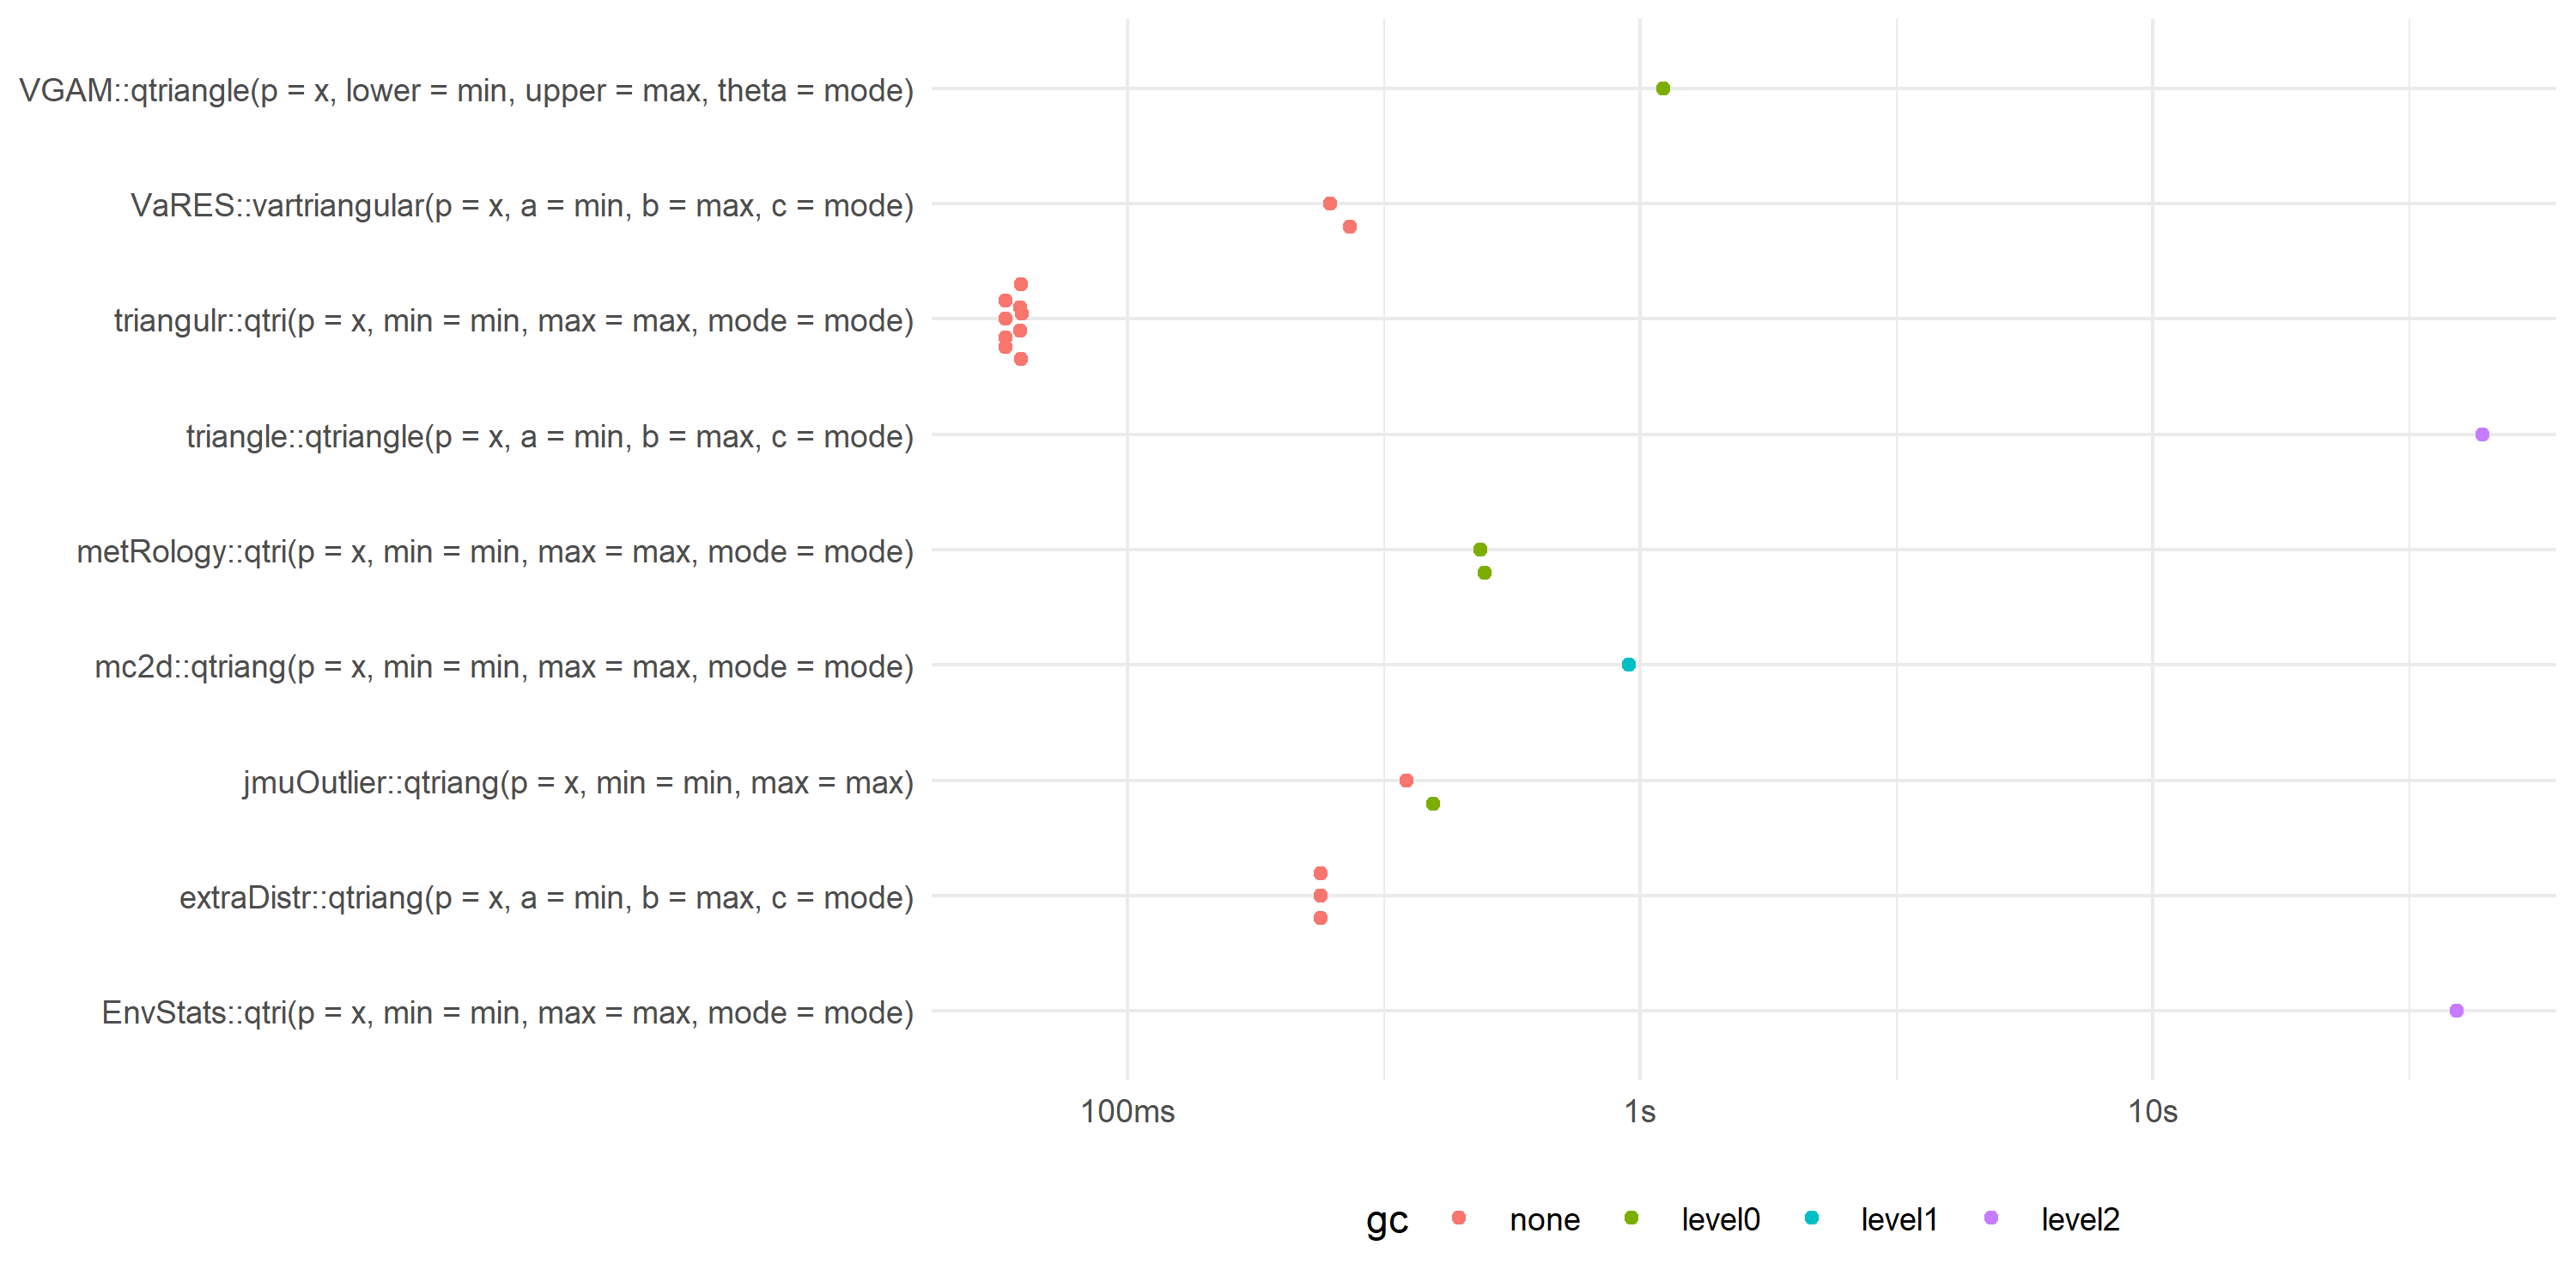 VGAM::qtriangle(p = x, lower = min, upper = max, theta = mode)
VaRES::vartriangular(p = x, a = min, b = max, c = mode)
triangulr::qtri(p = x, min = min, max = max, mode = mode)
triangle::qtriangle(p = x, a = min, b = max, c = mode)
metRology::qtri(p = x, min = min, max = max, mode = mode)
mc2d::qtriang(p = x, min = min, max = max, mode = mode)
jmuOutlier::qtriang(p = x, min = min, max = max)
extraDistr::qtriang(p = x, a = min, b = max, c = mode)
EnvStats::qtri(p = x, min = min, max = max, mode = mode)
100ms 1s 10s
gc none level0 level1 level2